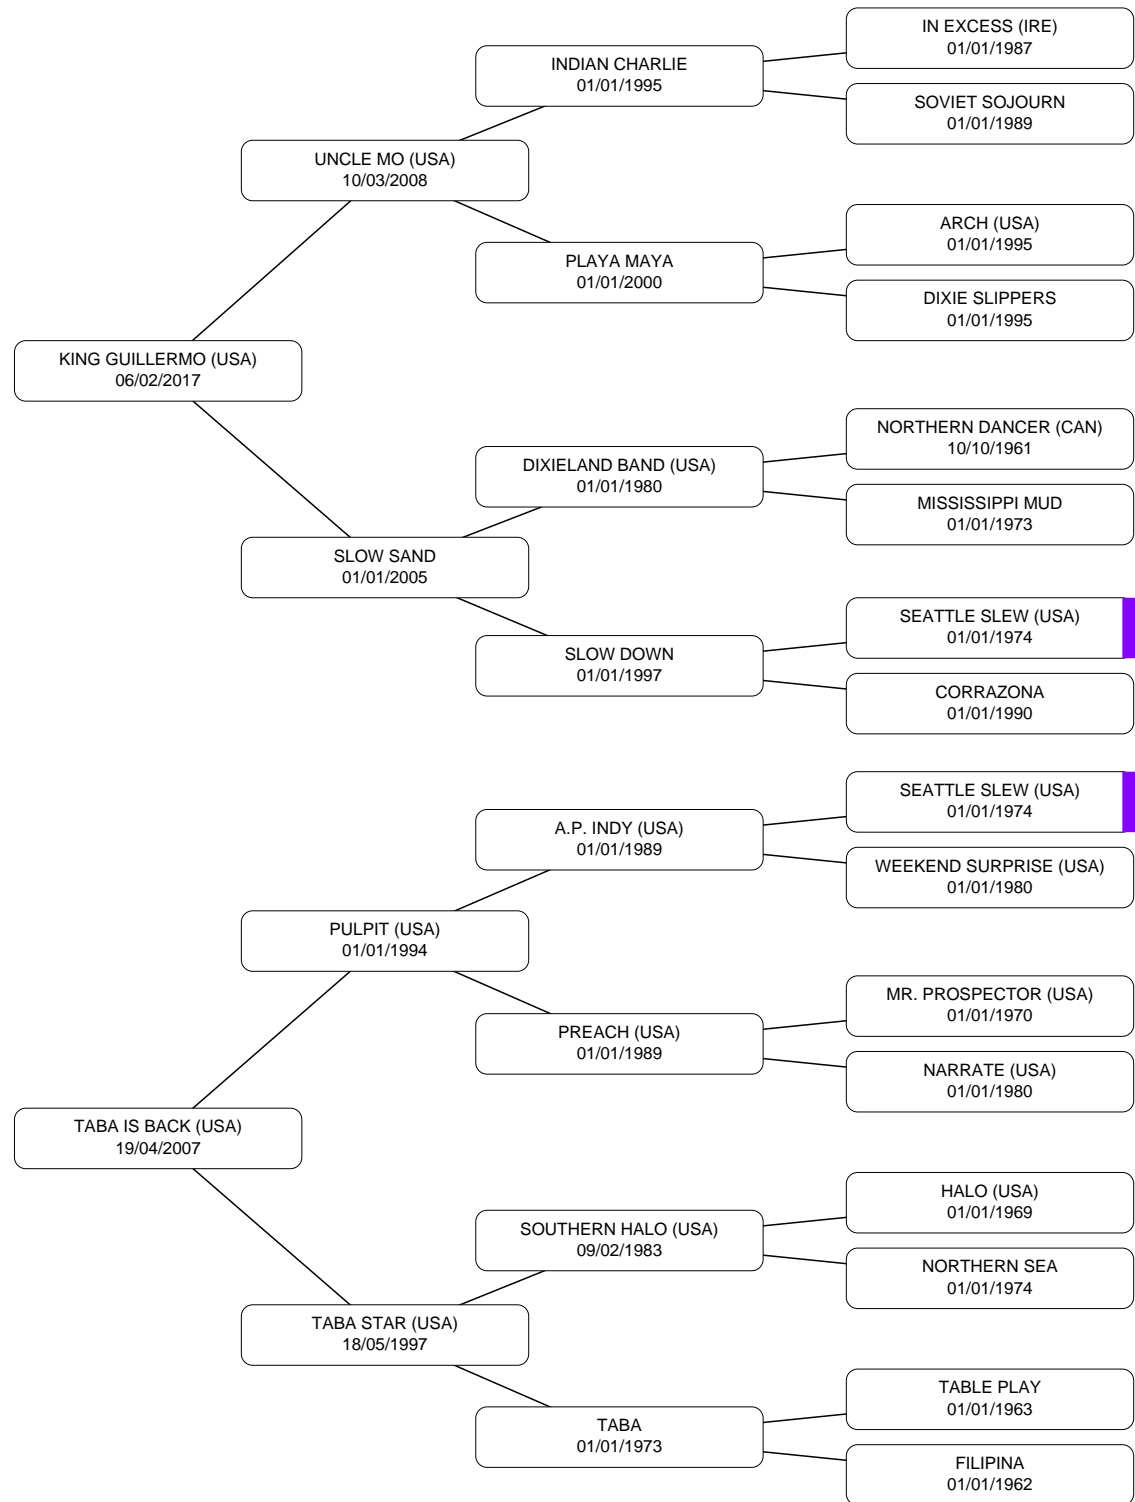 IN EXCESS (IRE)
01/01/1987
INDIAN CHARLIE
01/01/1995
SOVIET SOJOURN
01/01/1989
UNCLE MO (USA)
10/03/2008
ARCH (USA)
01/01/1995
PLAYA MAYA
01/01/2000
DIXIE SLIPPERS
01/01/1995
KING GUILLERMO (USA)
06/02/2017
NORTHERN DANCER (CAN)
10/10/1961
DIXIELAND BAND (USA)
01/01/1980
MISSISSIPPI MUD
01/01/1973
SLOW SAND
01/01/2005
SEATTLE SLEW (USA)
01/01/1974
SLOW DOWN
01/01/1997
CORRAZONA
01/01/1990
SEATTLE SLEW (USA)
01/01/1974
A.P. INDY (USA)
01/01/1989
WEEKEND SURPRISE (USA)
01/01/1980
PULPIT (USA)
01/01/1994
MR. PROSPECTOR (USA)
01/01/1970
PREACH (USA)
01/01/1989
NARRATE (USA)
01/01/1980
TABA IS BACK (USA)
19/04/2007
HALO (USA)
01/01/1969
SOUTHERN HALO (USA)
09/02/1983
NORTHERN SEA
01/01/1974
TABA STAR (USA)
18/05/1997
TABLE PLAY
01/01/1963
TABA
01/01/1973
FILIPINA
01/01/1962